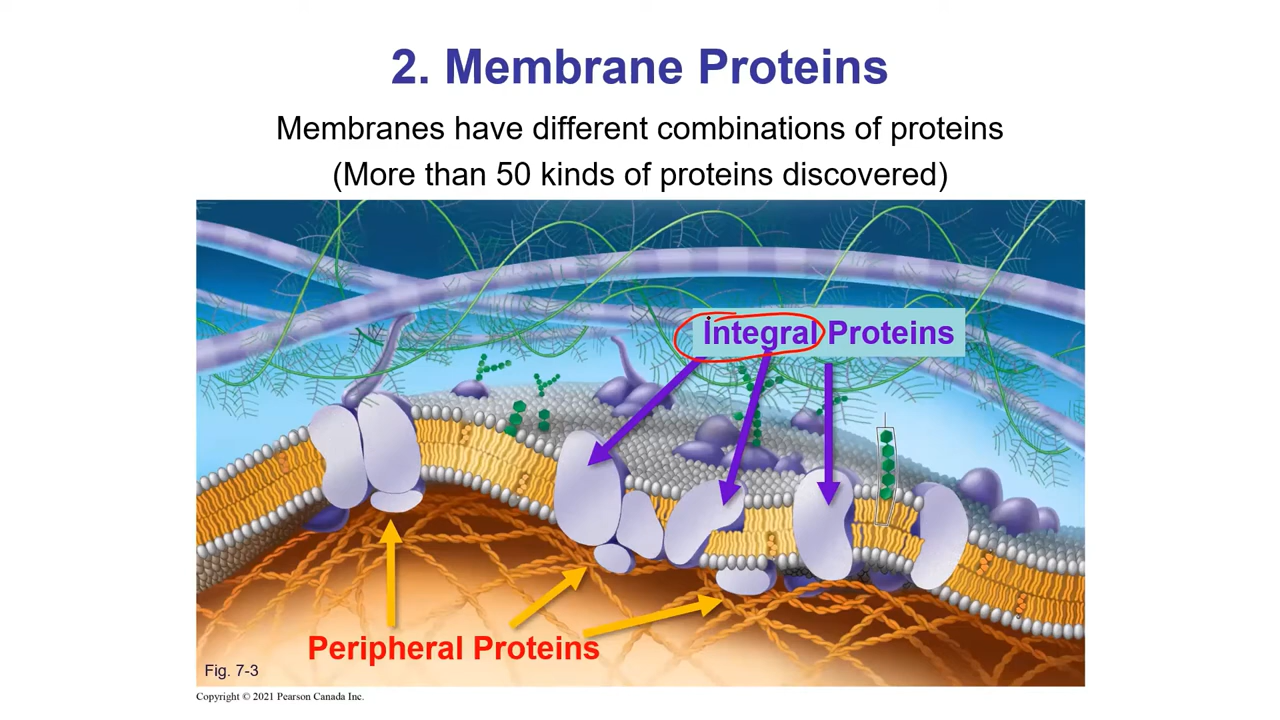 2. Membrane Proteins
Membranes have different combinations of proteins
(More than 50 kinds of proteins discovered)
Integral Proteins
Peripheral Proteins
Fig. 7-3
Copyright © 2021 Pearson Canada Inc.